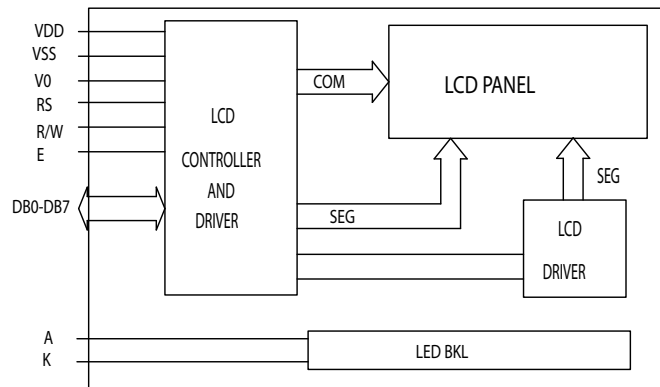 VDD
VSS
V0
RS
R/W
E
DB0-DB7
A
K
LCD
CONTROLLER
AND
DRIVER
COM
SEG
LCD PANEL
SEG
LCD
DRIVER
LED BKL